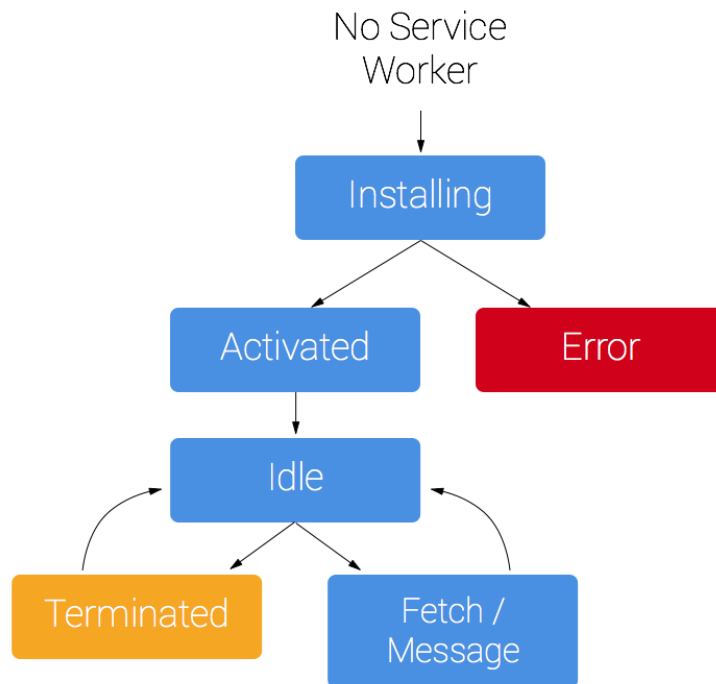 No Service
Worker
Installing
Activated
Error
Idle
Terminated
Fetch /
Message